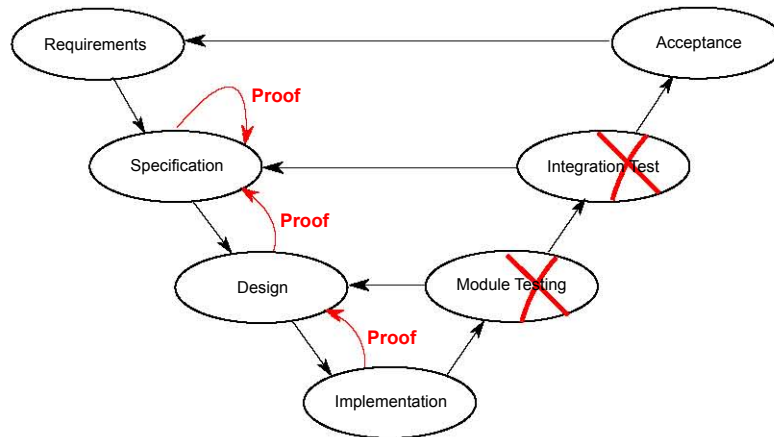 Requirements
Acceptance
Proof
Specification
Integration Test
Proof
Design
Module Testing
Proof
Implementation